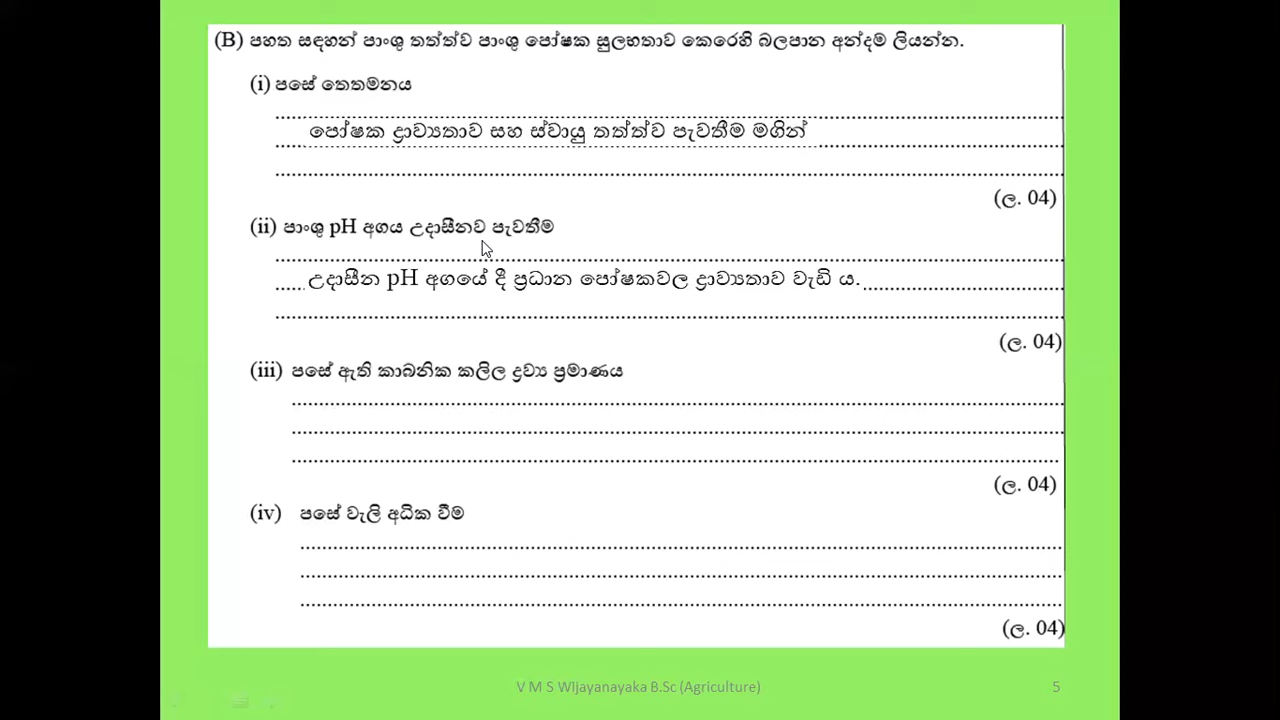 (B) පහත සඳහන් පාංශු තත්ත්ව පාංශු පෝෂක සුලභතාව කෙරෙහි බලපාන අන්දම ලියන්න.
(i) පසේ තෙතමනය
පෝෂක ද්‍රාව්‍යතාව සහ ස්වායු තත්ත්ව පැවතීම මගින්
(ල. 04)
(ii) පාංශු pH අගය උදාසීනව පැවතීම
උදාසීන pH අගයේ දී ප්‍රධාන පෝෂකවල ද්‍රාව්‍යතාව වැඩි ය.
(ල. 04)
(iii) පසේ ඇති කාබනික කලිල ද්‍රව්‍ය ප්‍රමාණය
(ල. 04)
(iv) පසේ වැලි අධික වීම
(ල. 04)
V M S Wijayanayaka B.Sc (Agriculture) 5